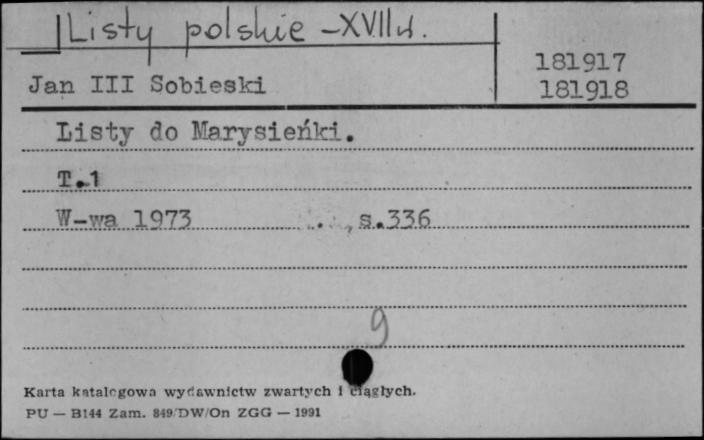 Listy polskie -XVII w.
181917
Jan III Sobieski
181918
Listy do Marysieńki.
T.1
W-wa 1973 s.336
9
Karta katalogowa wydawnictw zwartych i ciągłych.
PU — B144 Zam. 849/DW/On ZGG — 1991